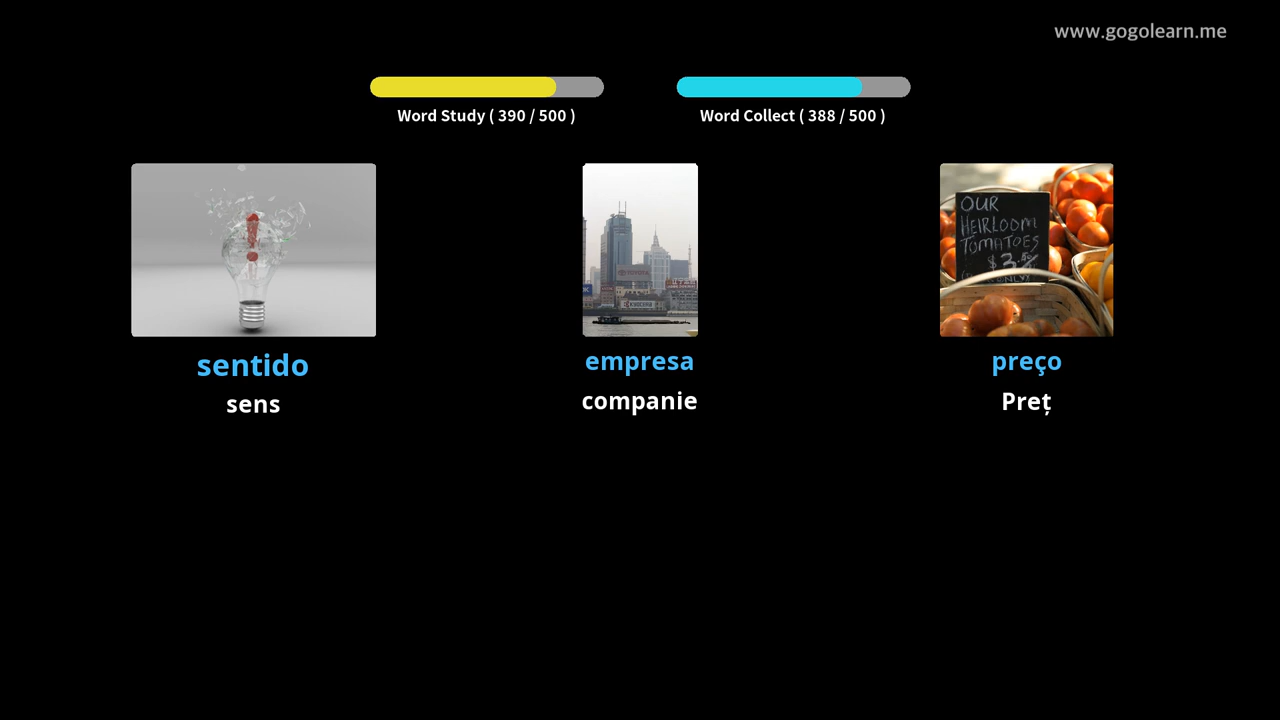 www.gogolearn.me
Word Study ( 390 / 500 )
Word Collect ( 388 / 500 )
OUR
HEIRLOOM
TOMATOES
TOYOTA
sentido
empresa
preço
sens
companie
Preț